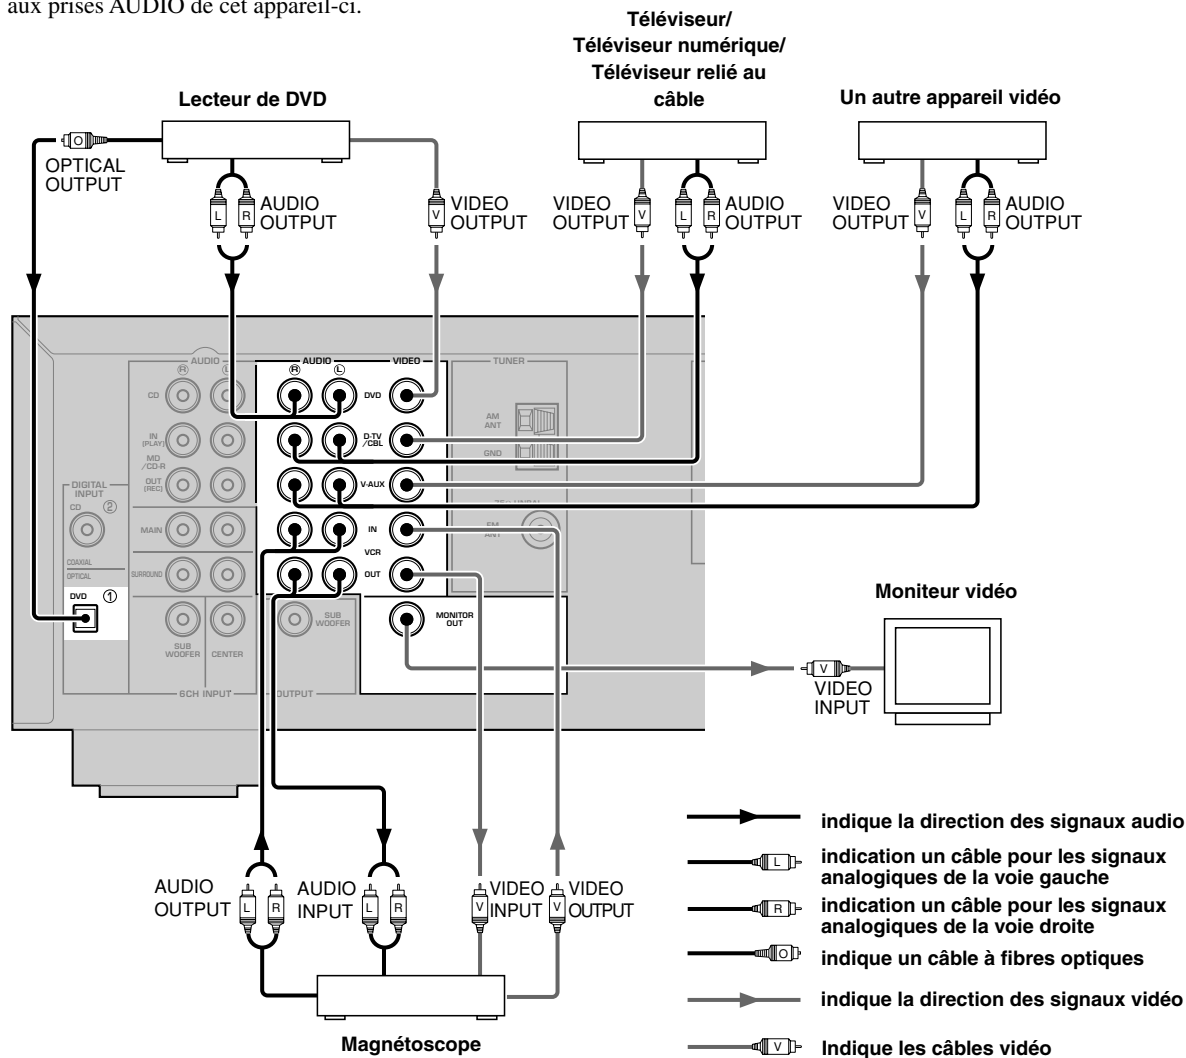 aux prises AUDIO de cet appareil-ci.
Téléviseur/
Téléviseur numérique/
Téléviseur relié au
câble
Lecteur de DVD
Un autre appareil vidéo
O
OPTICAL
OUTPUT
L R
AUDIO
OUTPUT
V
VIDEO
OUTPUT
VIDEO
OUTPUT
V
L R
AUDIO
OUTPUT
VIDEO
OUTPUT
V
L R
AUDIO
OUTPUT
AUDIO
R L
AUDIO
R L
VIDEO
TUNER
CD
DVD
AM
ANT
IN
(PLAY)
D-TV
/CBL
GND
MD
/CD-R
DIGITAL
INPUT
OUT
(REC)
V-AUX
75Ω UNBAL.
CD 2
MAIN
IN
FM
ANT
VCR
COAXIAL
OPTICAL
SURROUND
OUT
DVD 1
SUB
WOOFER
MONITOR
OUT
SUB
WOOFER
CENTER
6CH INPUT
OUTPUT
Moniteur vidéo
V
VIDEO
INPUT
AUDIO
OUTPUT
L R
AUDIO
INPUT
L R
V
VIDEO
INPUT
V
VIDEO
OUTPUT
Magnétoscope
indique la direction des signaux audio
L
indication un câble pour les signaux
analogiques de la voie gauche
R
indication un câble pour les signaux
analogiques de la voie droite
O
indique un câble à fibres optiques
indique la direction des signaux vidéo
V
Indique les câbles vidéo